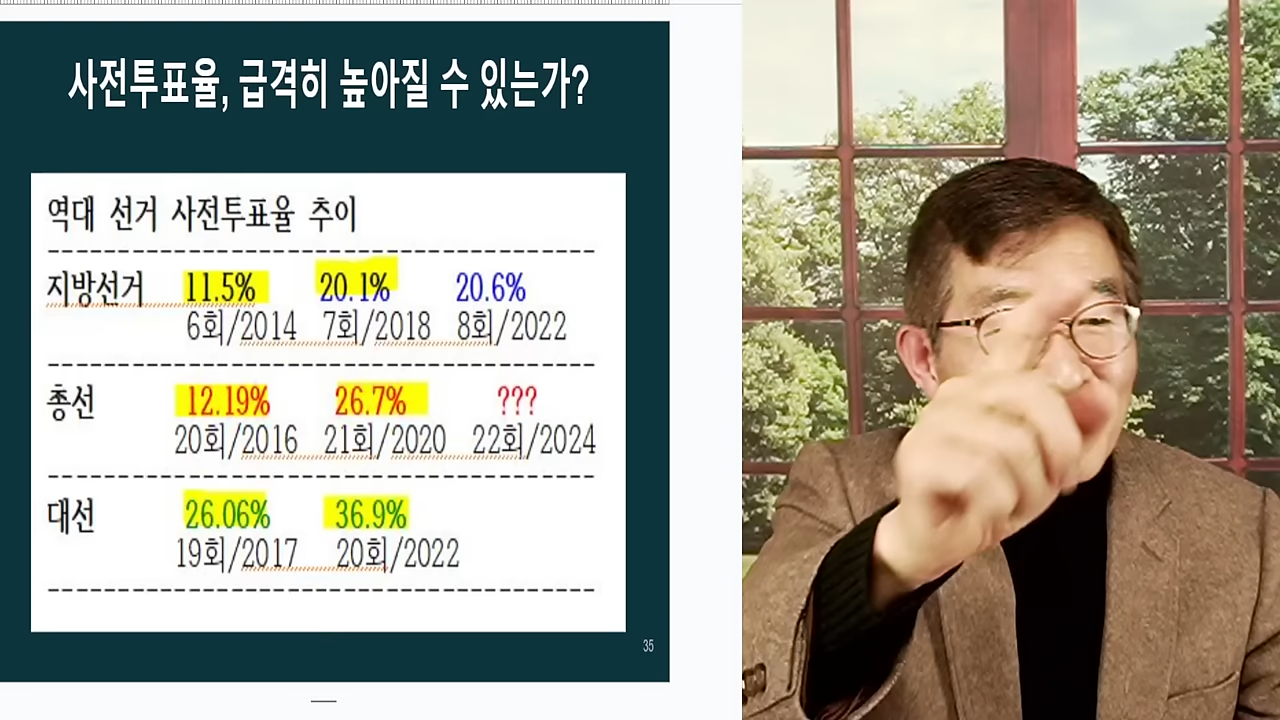 사전투표율, 급격히 높아질 수 있는가?
역대 선거 사전투표율 추이
지방선거 11.5% 20.1% 20.6%
6회/2014 7회/2018 8회/2022
총선 12.19% 26.7% ???
20회/2016 21회/2020 22회/2024
대선 26.06% 36.9%
19회/2017 20회/2022
35